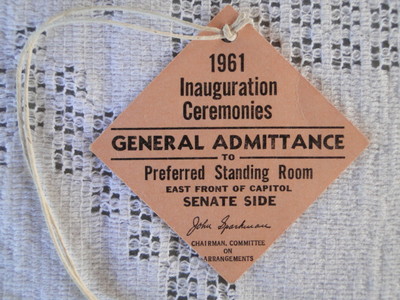 1961
Inauguration
Ceremonies
GENERAL ADMITTANCE
TO
Preferred Standing Room
EAST FRONT OF CAPITOL
SENATE SIDE
John Sparkman
CHAIRMAN, COMMITTEE
ON
ARRANGEMENTS